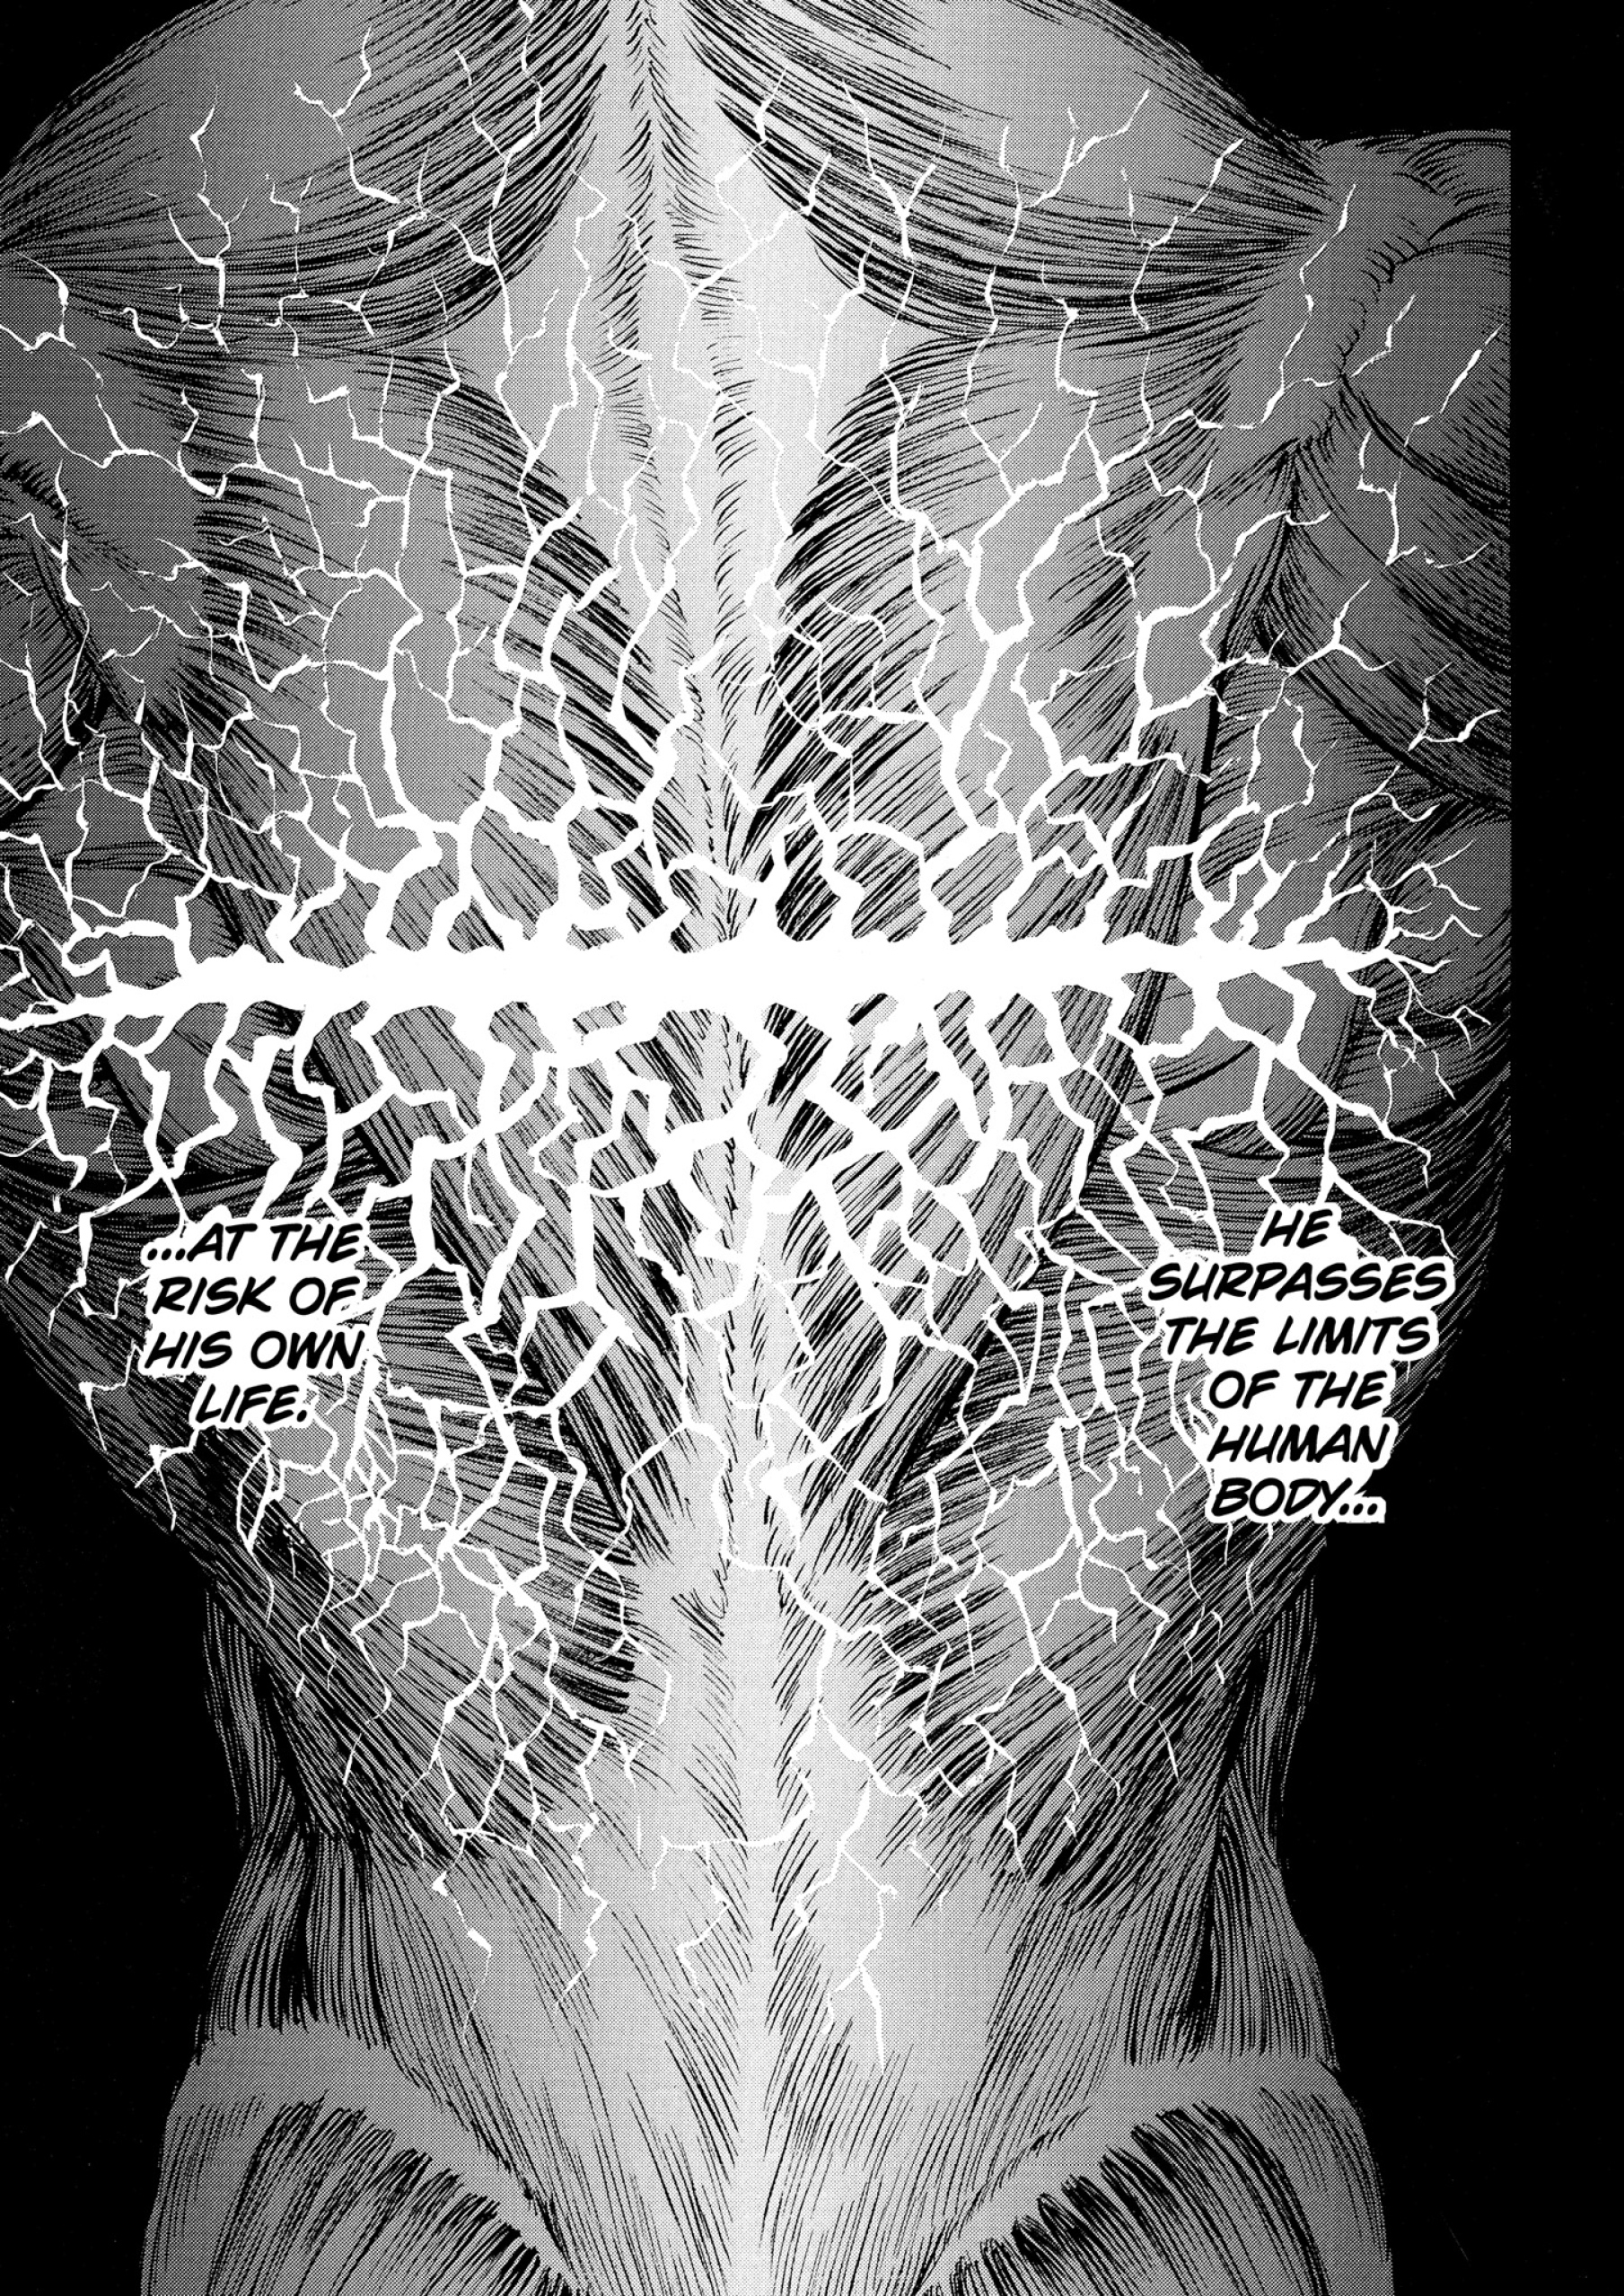 HE
SURPASSES
THE LIMITS
OF THE
HUMAN
BODY...
...AT THE
RISK OF
HIS OWN
LIFE.